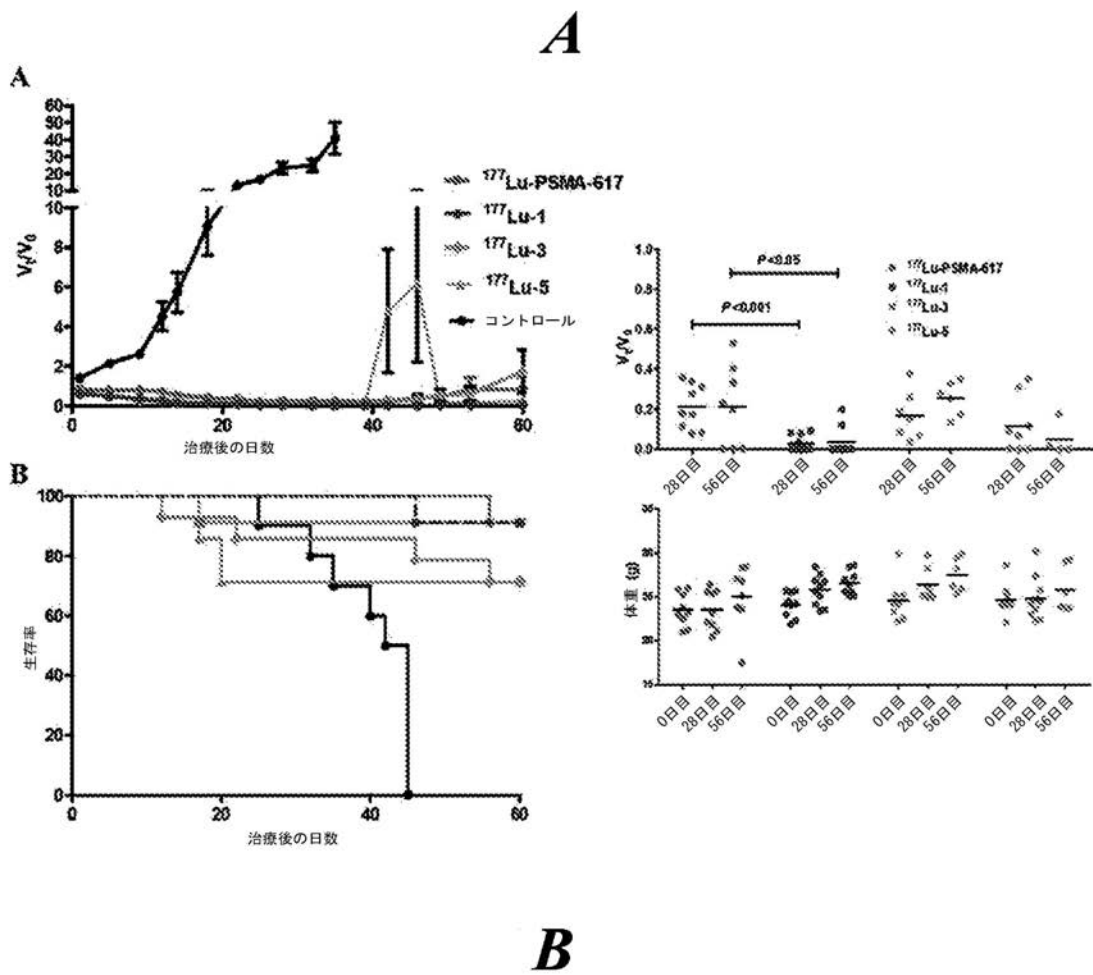 A
A
60
50
40
30
20
10
10
8
6
4
2
0
Vt/V0
0
20
40
60
治療後の日数
177Lu-PSMA-617
177Lu-1
177Lu-3
177Lu-5
コントロール
B
100
80
60
40
20
0
生存率
0
20
40
60
治療後の日数
1.0
0.8
0.6
0.4
0.2
0.0
Vt/V0
P<0.05
P<0.001
177Lu-PSMA-617
177Lu-1
177Lu-3
177Lu-5
28日目
56日目
28日目
56日目
28日目
56日目
28日目
56日目
体重 (g)
0日目
28日目
56日目
0日目
28日目
56日目
0日目
28日目
56日目
0日目
28日目
56日目
B